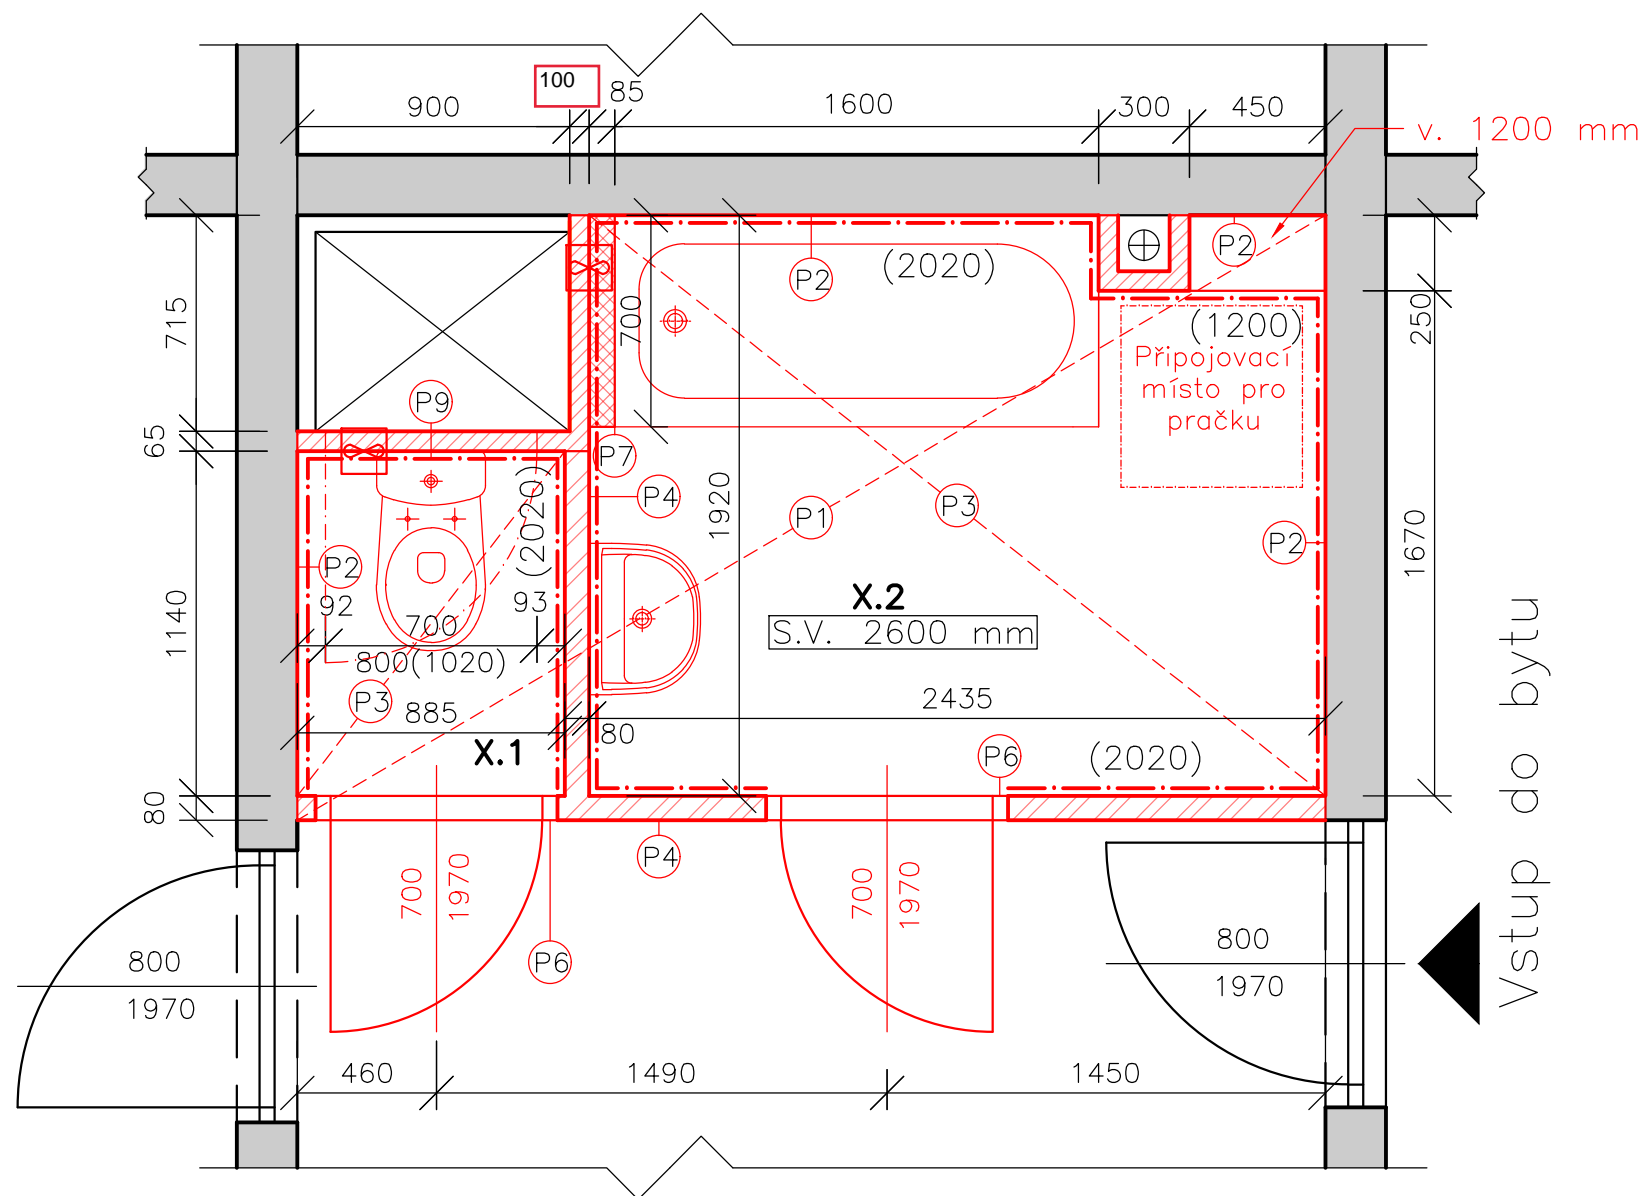 100
85
900
1600
300
450
v. 1200 mm
P2
P2
(2020)
715
700
250
(1200)
Připojovací
místo pro
pračku
P9
65
P7
P4
1920
P1
P3
P2
1670
(2020)
P2
92
93
700
800(1020)
1140
X.2
S.V. 2600 mm
P3
885
2435
80
X.1
P6
(2020)
80
P4
700
1970
700
1970
P6
800
1970
800
1970
Vstup do bytu
460
1490
1450